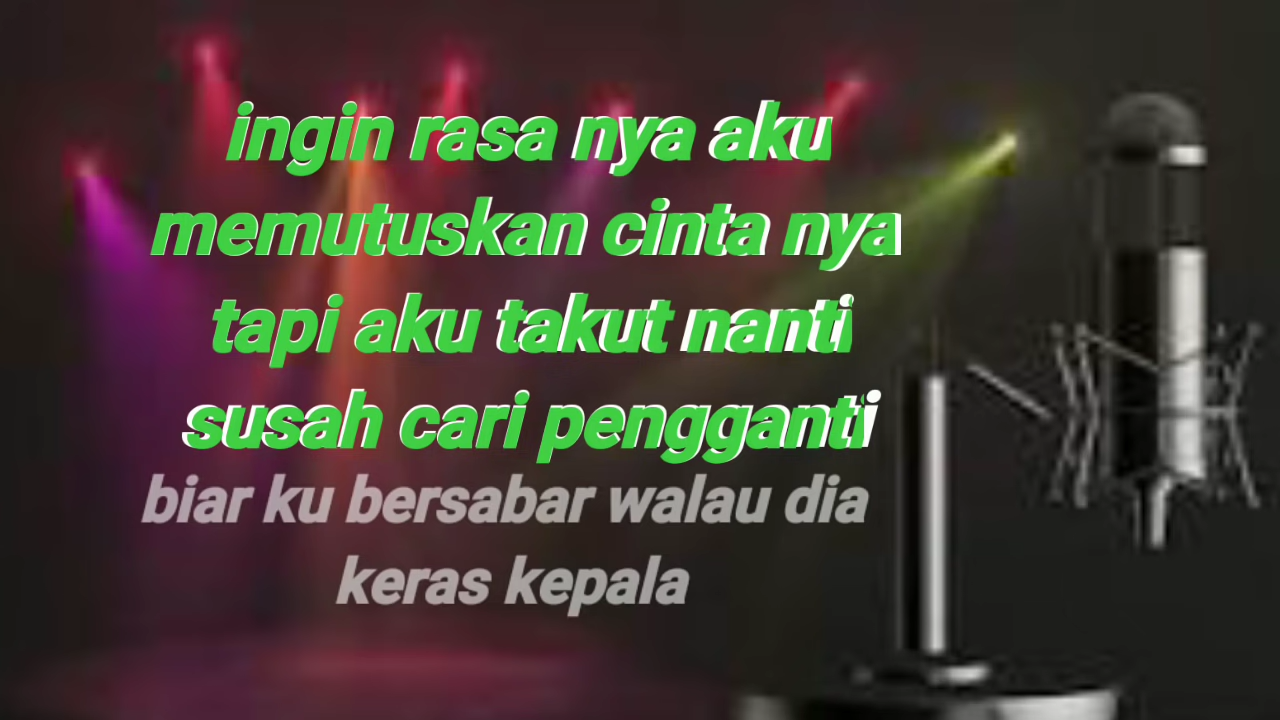 ingin rasa nya aku
memutuskan cinta nya
tapi aku takut nanti
susah cari pengganti
biar ku bersabar walau dia
keras kepala